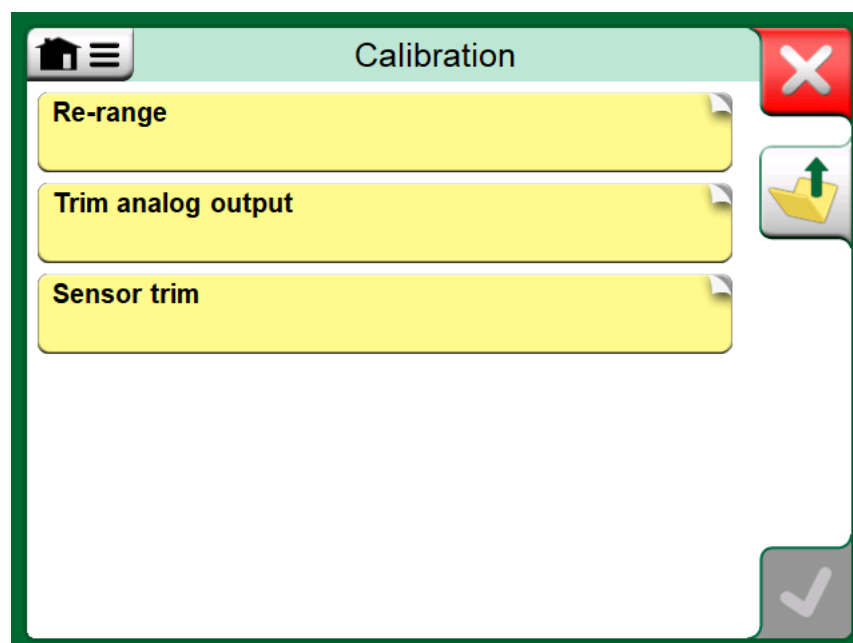 Calibration
Re-range
Trim analog output
Sensor trim